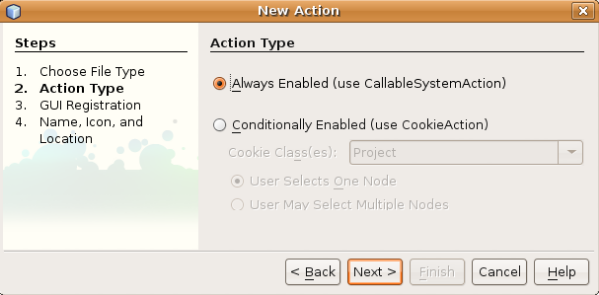 New Action
Steps
1. Choose File Type
2. Action Type
3. GUI Registration
4. Name, Icon, and
Location
Action Type
Always Enabled (use CallableSystemAction)
Conditionally Enabled (use CookieAction)
Cookie Class(es): Project
User Selects One Node
User May Select Multiple Nodes
< Back Next > Finish Cancel Help